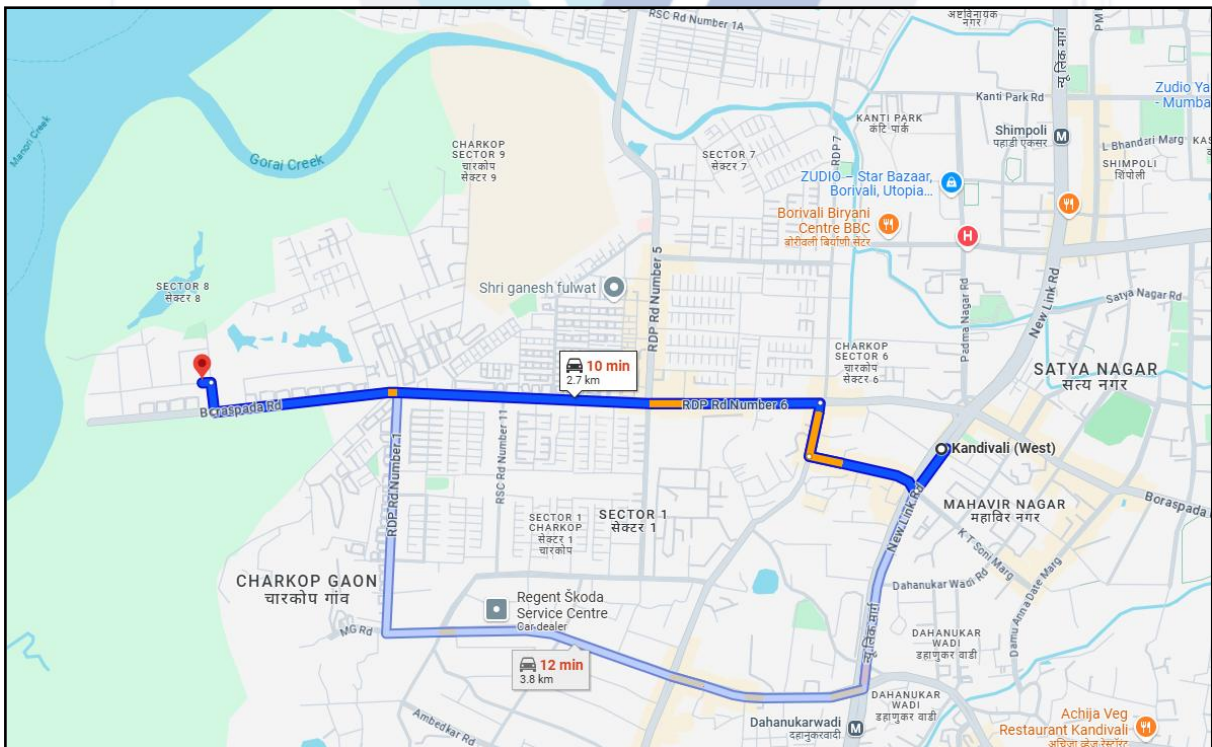 RSC Rd Number 1A
अष्टविनायक
नगर
न्यू लिंक मार्ग
Kanti Park Rd
Zudio Ya
- Mumba
Manori Creek
Gorai Creek
CHARKOP
SECTOR 9
चारकोप
सेक्टर 9
SECTOR 7
सेक्टर 7
KANTI PARK
कांटि पार्क
RDP 7
Shimpoli
पहाडी एकसर
M
L Bhandari Marg
KAS
SHIMPOLI
शिंपोली
ZUDIO – Star Bazaar,
Borivali, Utopia...
Borivali Biryani
Centre BBC
बोरीवली बिर्याणी सेंटर
H
SECTOR 8
सेक्टर 8
Shri ganesh fulwat
RDP Rd Number 5
Padma Nagar Rd
New Link Rd
Satya Nagar Rd
CHARKOP
SECTOR 6
चारकोप
सेक्टर 6
SATYA NAGAR
सत्य नगर
10 min
2.7 km
Boraspada Rd
RDP Rd Number 6
RDP Rd Number 1
RSC Rd Number 11
Kandivali (West)
SECTOR 1
CHARKOP
सेक्टर 1
चारकोप
SECTOR 1
सेक्टर 1
MAHAVIR NAGAR
महाविर नगर
Boraspada
New Link Rd
K T Soni Marg
CHARKOP GAON
चारकोप गांव
Regent Škoda
Service Centre
Car dealer
Dahanukar Wadi Rd
Damu Anna Date Marg
MG Rd
न्यू लिंक मार्ग
DAHANUKAR
WADI
डहाणुकर वाडी
12 min
3.8 km
DAHANUKAR
WADI
डहाणुकर वाडी
Ambedkar Rd
Dahanukarwadi
दहानुकरवादी
M
Achija Veg
Restaurant Kandivali